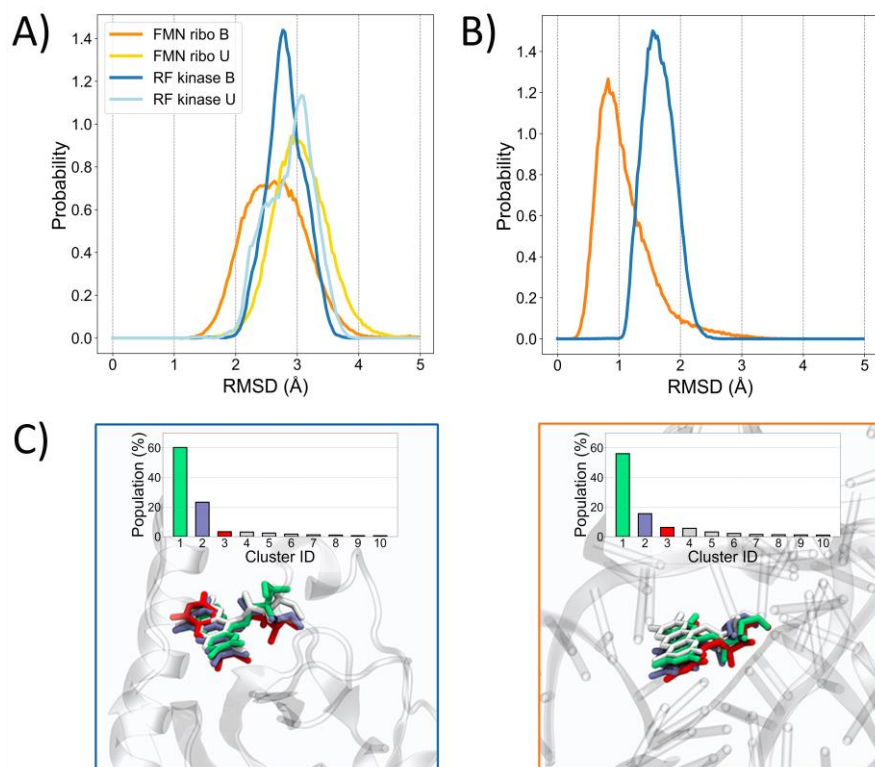 A)
FMN ribo B
FMN ribo U
RF kinase B
RF kinase U
Probability
1.4
1.2
1.0
0.8
0.6
0.4
0.2
0.0
0 1 2 3 4 5
RMSD (Å)
B)
Probability
1.4
1.2
1.0
0.8
0.6
0.4
0.2
0.0
0 1 2 3 4 5
RMSD (Å)
C)
Population (%)
60
40
20
0
1 2 3 4 5 6 7 8 9 10
Cluster ID
Population (%)
60
40
20
0
1 2 3 4 5 6 7 8 9 10
Cluster ID